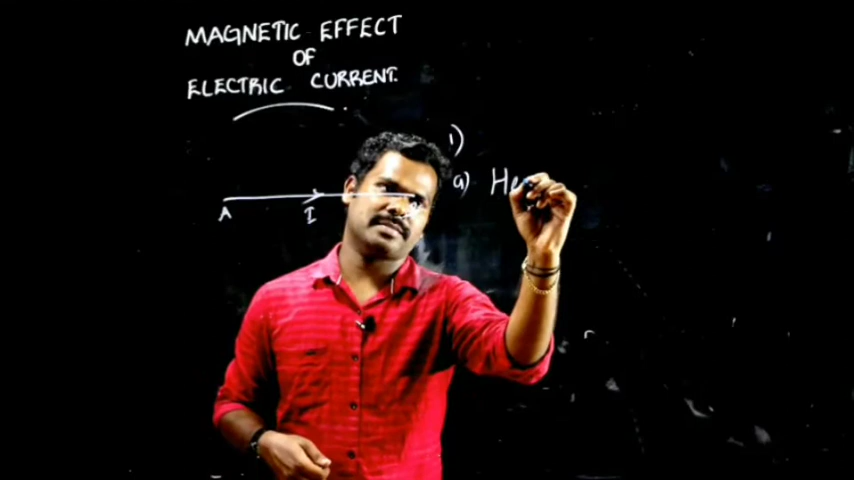 MAGNETIC EFFECT
OF
ELECTRIC CURRENT.
1)
a) He
A
I